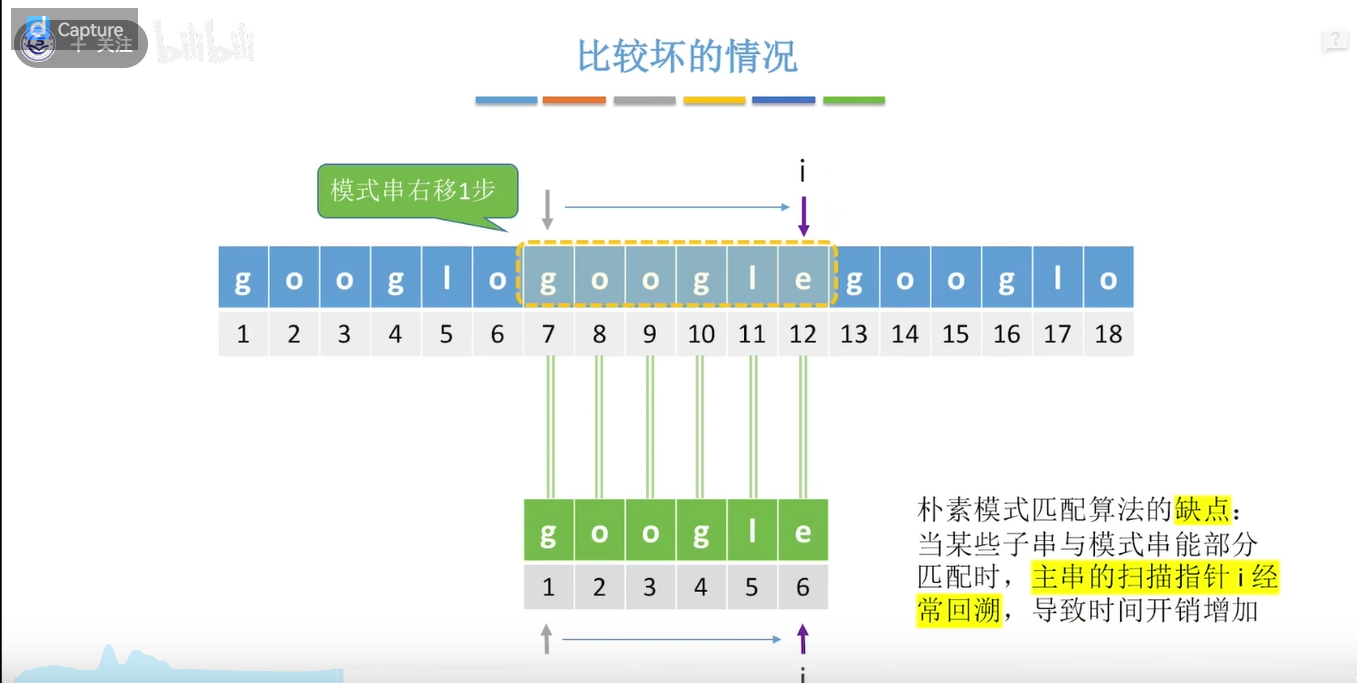 Capture
+ 关注
bilibili
?
比较坏的情况
模式串右移1步
i
g o o g l o g o o g l e g o o g l o
1 2 3 4 5 6 7 8 9 10 11 12 13 14 15 16 17 18
g o o g l e
1 2 3 4 5 6
朴素模式匹配算法的缺点：
当某些子串与模式串能部分
匹配时，主串的扫描指针 i 经
常回溯，导致时间开销增加